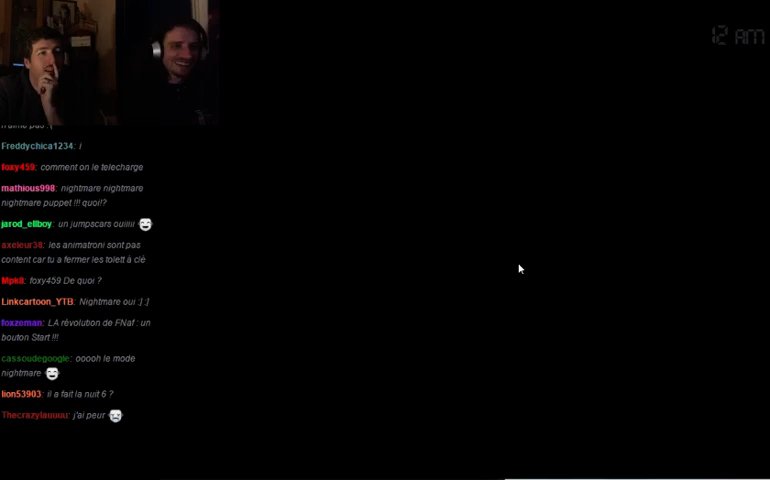 12 AM
n'aime pas :(
Freddychica1234: i
foxy459: comment on le telecharge
mathious998: nightmare nightmare
nightmare puppet !!! quoi!?
jarod_ellboy: un jumpscars ouiiiii
axeleur38: les animatroni sont pas
content car tu a fermer les tolett à clé
Mpkll: foxy459 De quoi ?
Linkcartoon_YTB: Nightmare oui :] :]
foxzeman: LA révolution de FNaf : un
bouton Start !!!
cassoudegoogle: ooooh le mode
nightmare
lion53903: il a fait la nuit 6 ?
Thecrazylauuuu: j'ai peur